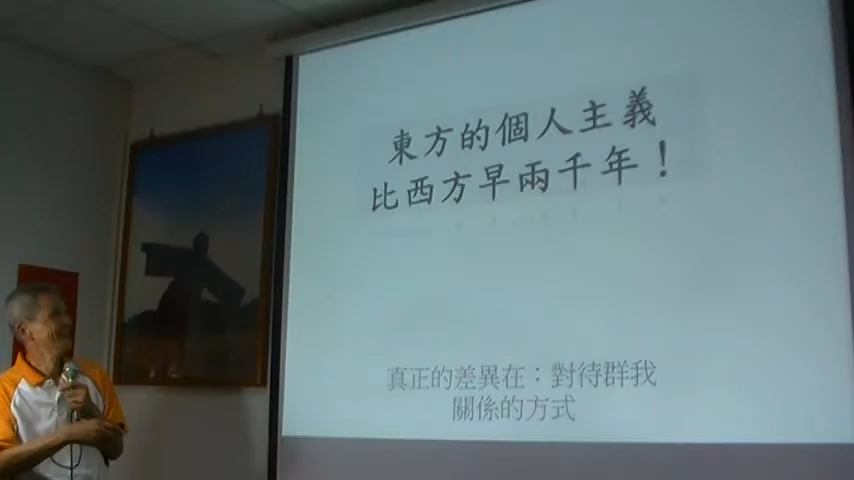 東方的個人主義
比西方早兩千年！
真正的差異在：對待群我
關係的方式